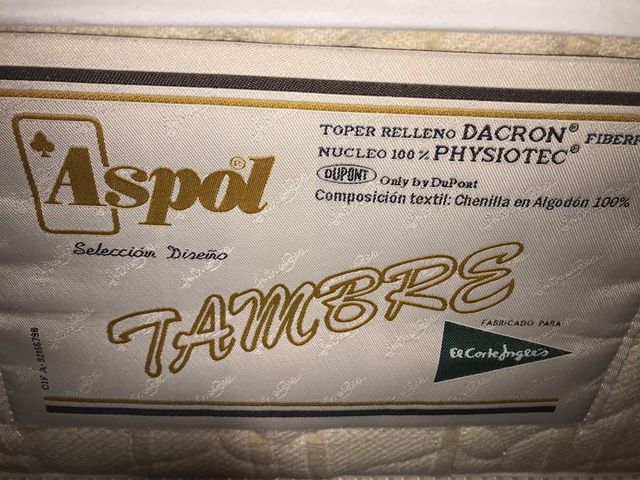 Aspol®
Selección Diseño
TOPER RELLENO DACRON® FIBERF
NUCLEO 100% PHYSIOTEC®
DUPONT Only by DuPont
Composición textil: Chenilla en Algodón 100%
TAMBRE
FABRICADO PARA
El Corte Inglés